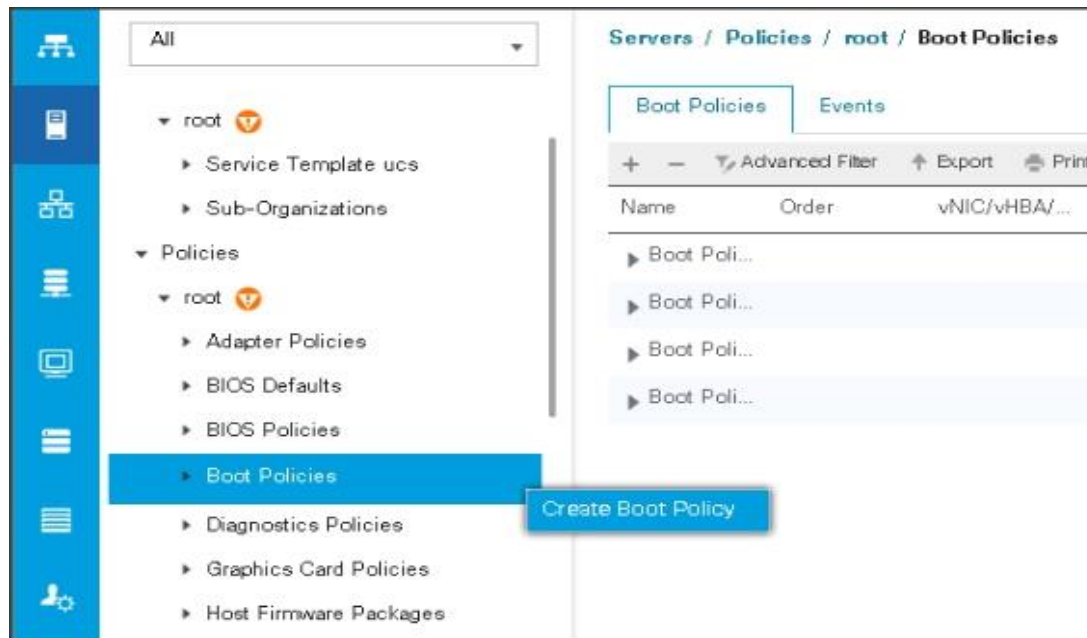 All
root
Service Template ucs
Sub-Organizations
Policies
root
Adapter Policies
BIOS Defaults
BIOS Policies
Boot Policies
Create Boot Policy
Diagnostics Policies
Graphics Card Policies
Host Firmware Packages
Servers / Policies / root / Boot Policies
Boot Policies Events
+ − Advanced Filter Export Prin
Name Order vNIC/vHBA/...
Boot Poli...
Boot Poli...
Boot Poli...
Boot Poli...